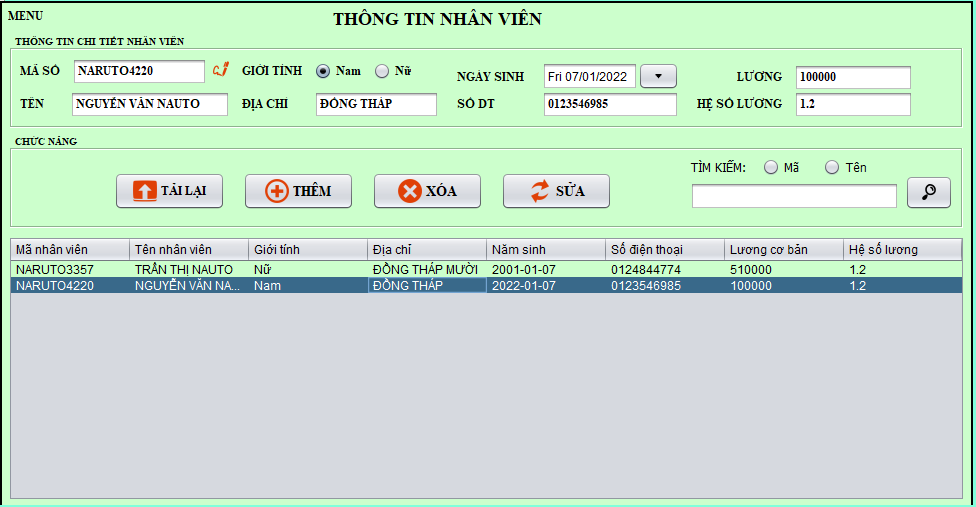 MENU
THÔNG TIN NHÂN VIÊN
THÔNG TIN CHI TIẾT NHÂN VIÊN
MÃ SỐ NARUTO4220 GIỚI TÍNH Nam Nữ NGÀY SINH Fri 07/01/2022 LƯƠNG 100000
TÊN NGUYỄN VĂN NAUTO ĐỊA CHỈ ĐỒNG THÁP SỐ DT 0123546985 HỆ SỐ LƯƠNG 1.2
CHỨC NĂNG
TÌM KIẾM: Mã Tên
TẢI LẠI THÊM XÓA SỬA
Mã nhân viên Tên nhân viên Giới tính Địa chỉ Năm sinh Số điện thoại Lương cơ bản Hệ số lương
NARUTO3357 TRẦN THỊ NAUTO Nữ ĐỒNG THÁP MƯỜI 2001-01-07 0124844774 510000 1.2
NARUTO4220 NGUYỄN VĂN NA... Nam ĐỒNG THÁP 2022-01-07 0123546985 100000 1.2